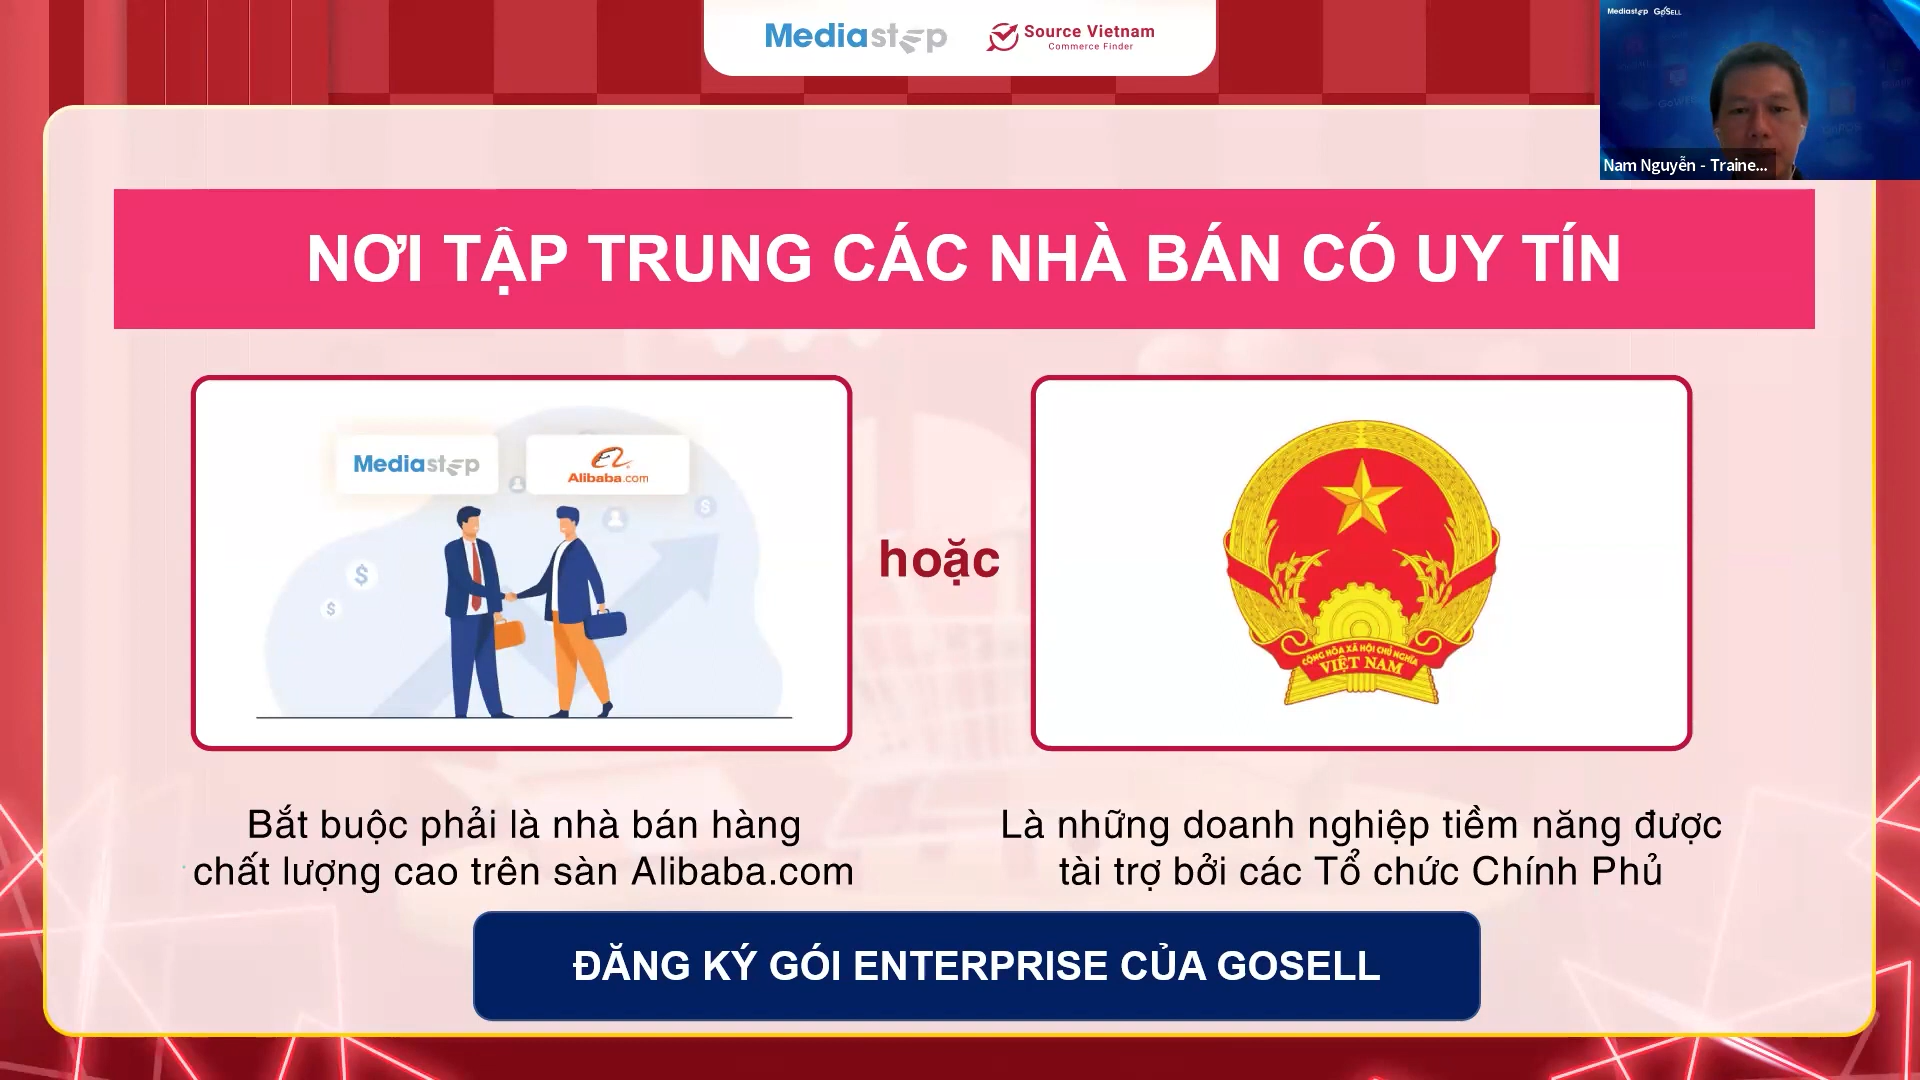 Mediastep
Source Vietnam
Commerce Finder
Mediastep GoSELL
Nam Nguyễn - Traine...
NƠI TẬP TRUNG CÁC NHÀ BÁN CÓ UY TÍN
Mediastep
Alibaba.com
hoặc
CỘNG HÒA XÃ HỘI CHỦ NGHĨA
VIỆT NAM
Bắt buộc phải là nhà bán hàng
chất lượng cao trên sàn Alibaba.com
Là những doanh nghiệp tiềm năng được
tài trợ bởi các Tổ chức Chính Phủ
ĐĂNG KÝ GÓI ENTERPRISE CỦA GOSELL